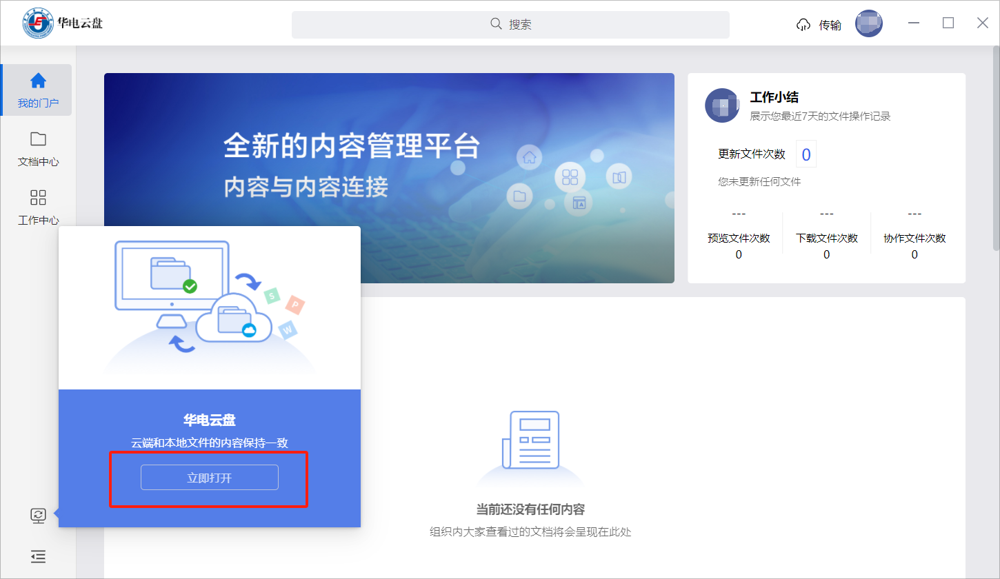 华电云盘
搜索
传输
我的门户
文档中心
工作中心
全新的内容管理平台
内容与内容连接
工作小结
展示您最近7天的文件操作记录
更新文件次数 0
您未更新任何文件
--- --- ---
预览文件次数 下载文件次数 协作文件次数
0 0 0
S
P
W
华电云盘
云端和本地文件的内容保持一致
立即打开
当前还没有任何内容
组织内大家查看过的文档将会呈现在此处